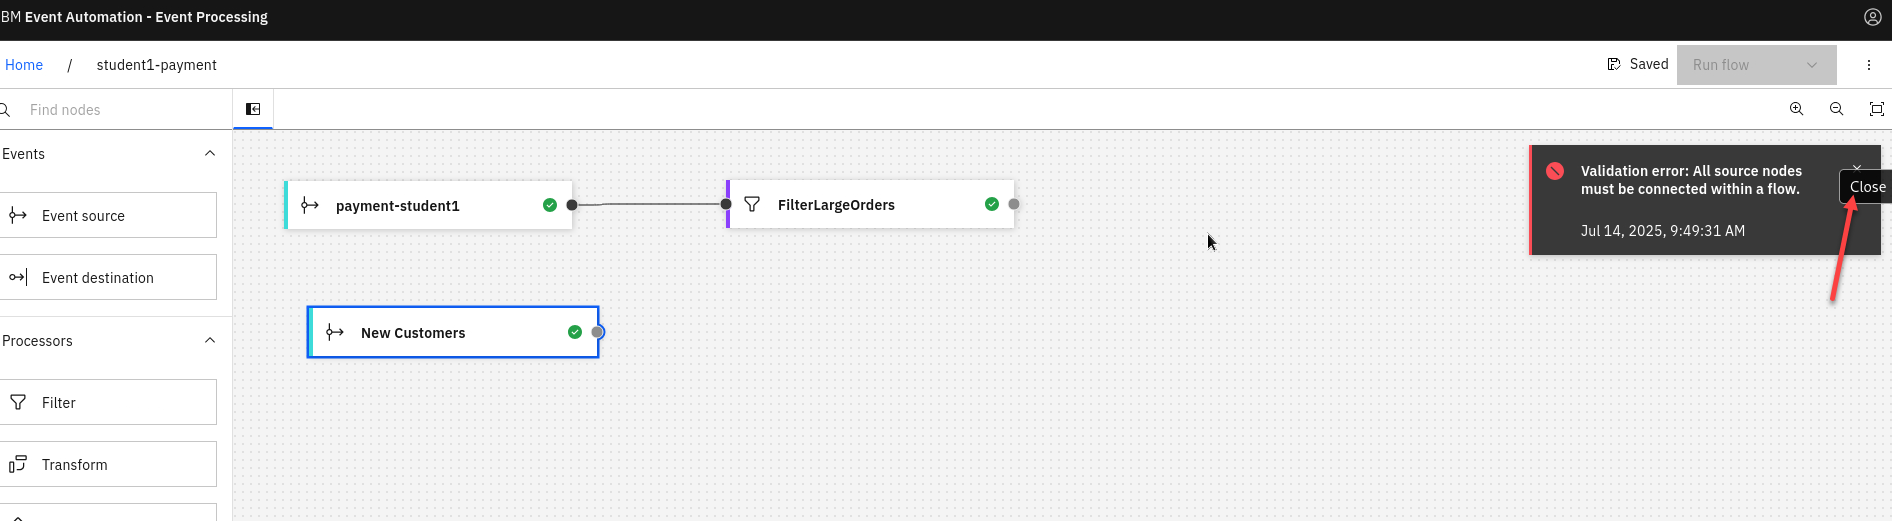 BM Event Automation - Event Processing
Home / student1-payment
Saved
Run flow
Find nodes
Events
Event source
Event destination
Processors
Filter
Transform
payment-student1
FilterLargeOrders
New Customers
Validation error: All source nodes
must be connected within a flow.
Close
Jul 14, 2025, 9:49:31 AM